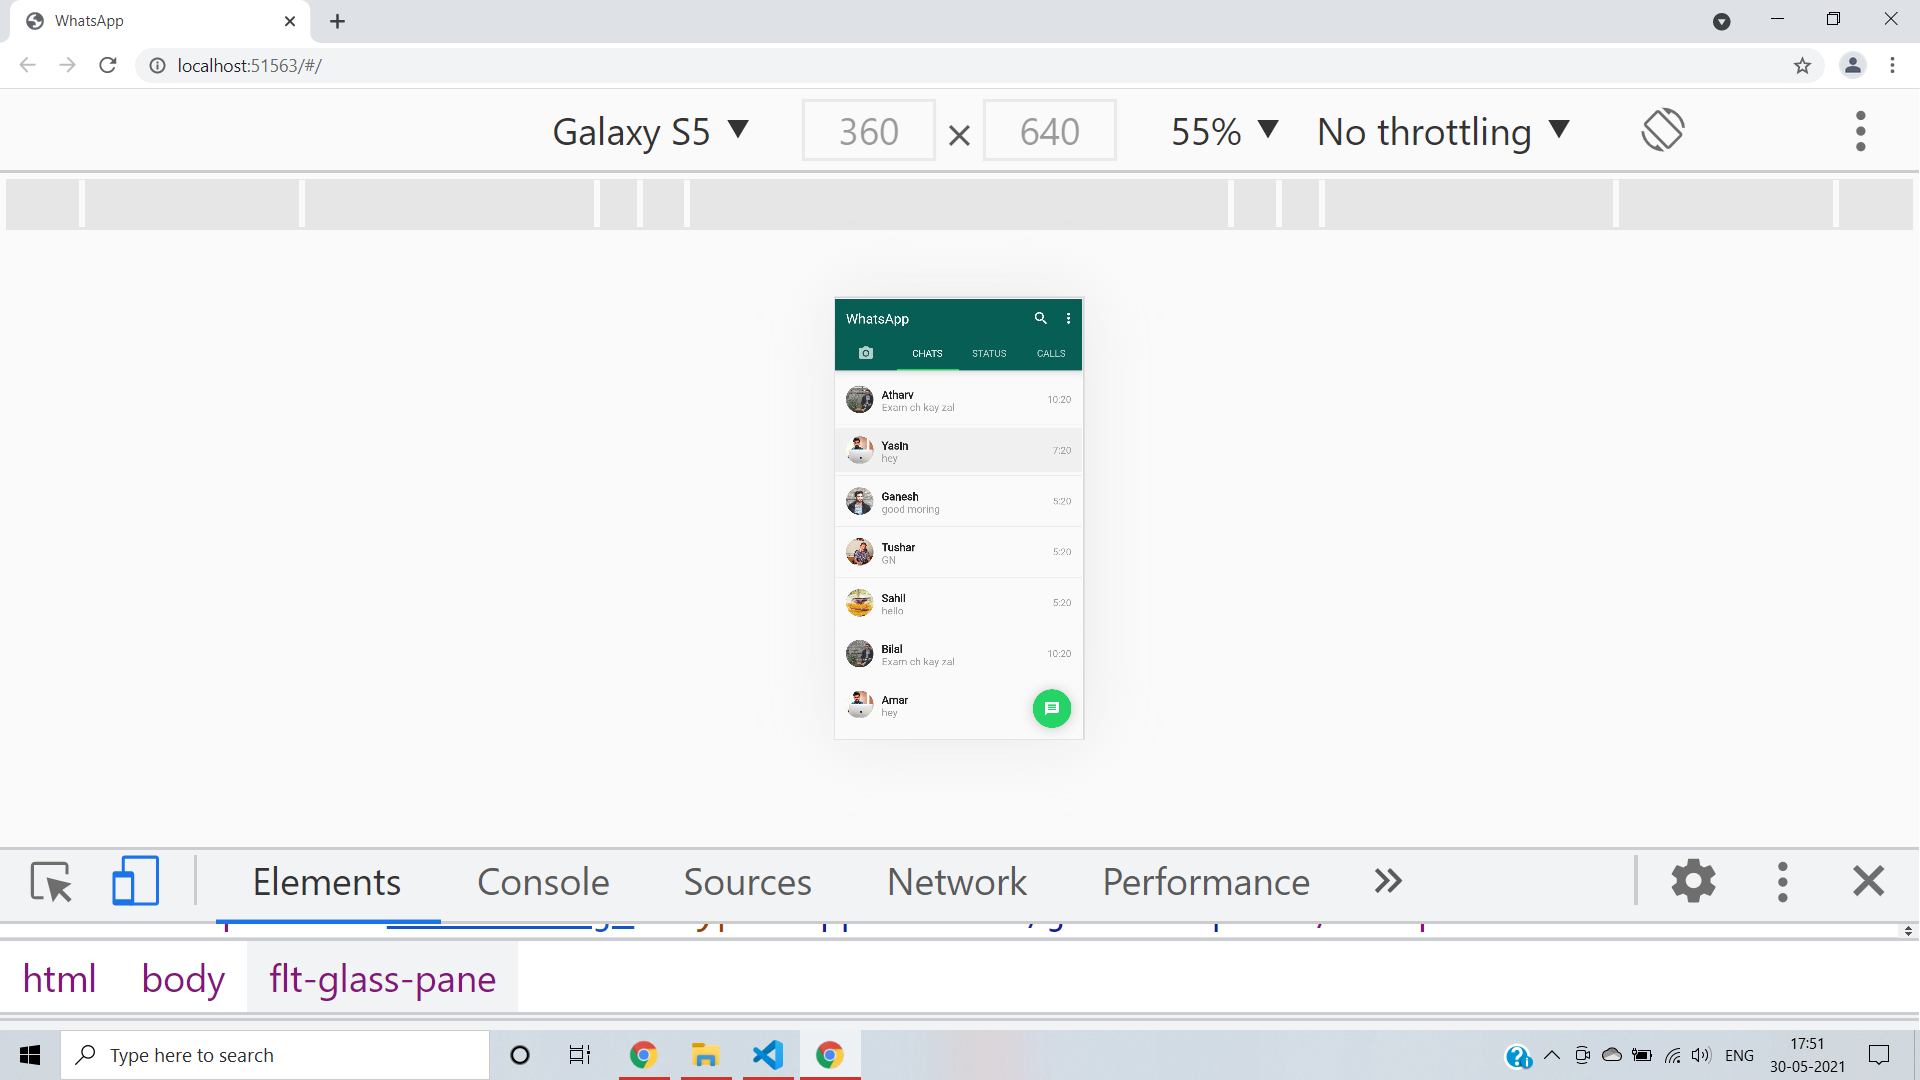 WhatsApp
localhost:51563/#/
Galaxy S5 360 × 640 55% No throttling
WhatsApp
CHATS STATUS CALLS
Atharv
Exam ch kay zal 10:20
Yasin
hey 7:20
Ganesh
good moring 5:20
Tushar
GN 5:20
Sahil
hello 5:20
Bilal
Exam ch kay zal 10:20
Amar
hey
Elements Console Sources Network Performance
html body flt-glass-pane
Type here to search
ENG
17:51
30-05-2021